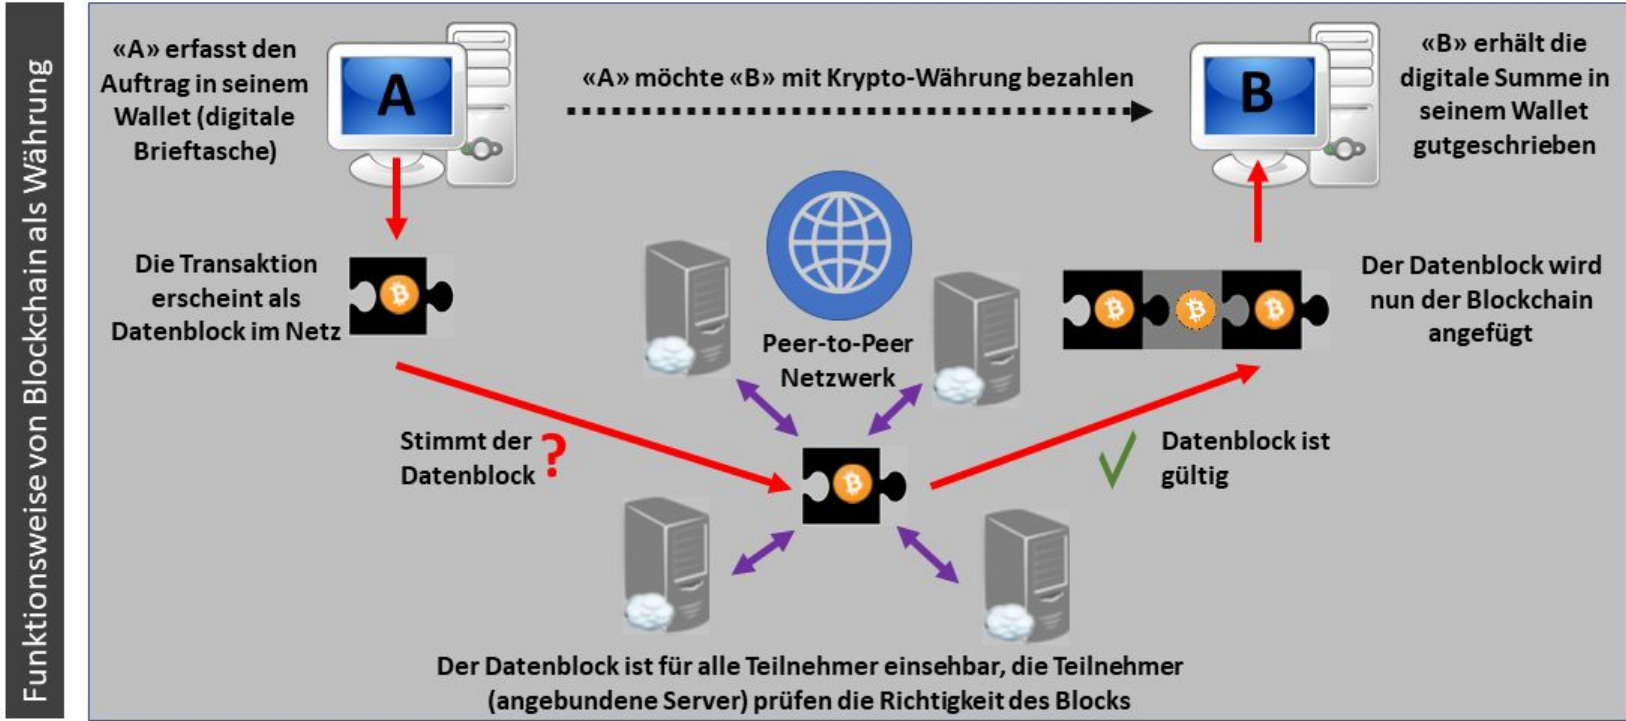 Funktionsweise von Blockchain als Währung
«A» erfasst den
Auftrag in seinem
Wallet (digitale
Brieftasche)
A
«A» möchte «B» mit Krypto-Währung bezahlen
B
«B» erhält die
digitale Summe in
seinem Wallet
gutgeschrieben
Die Transaktion
erscheint als
Datenblock im Netz
Peer-to-Peer
Netzwerk
Der Datenblock wird
nun der Blockchain
angefügt
Stimmt der
Datenblock ?
Datenblock ist
gültig
Der Datenblock ist für alle Teilnehmer einsehbar, die Teilnehmer
(angebundene Server) prüfen die Richtigkeit des Blocks